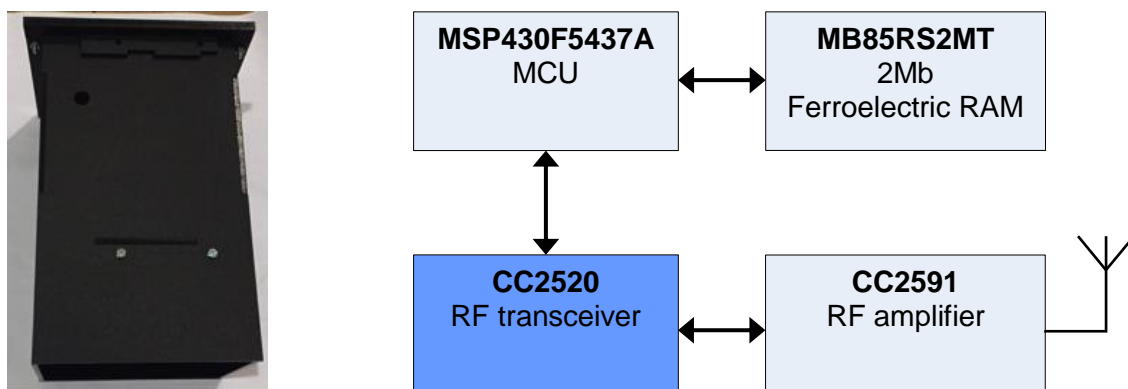 MSP430F5437A
MCU
MB85RS2MT
2Mb
Ferroelectric RAM
CC2520
RF transceiver
CC2591
RF amplifier